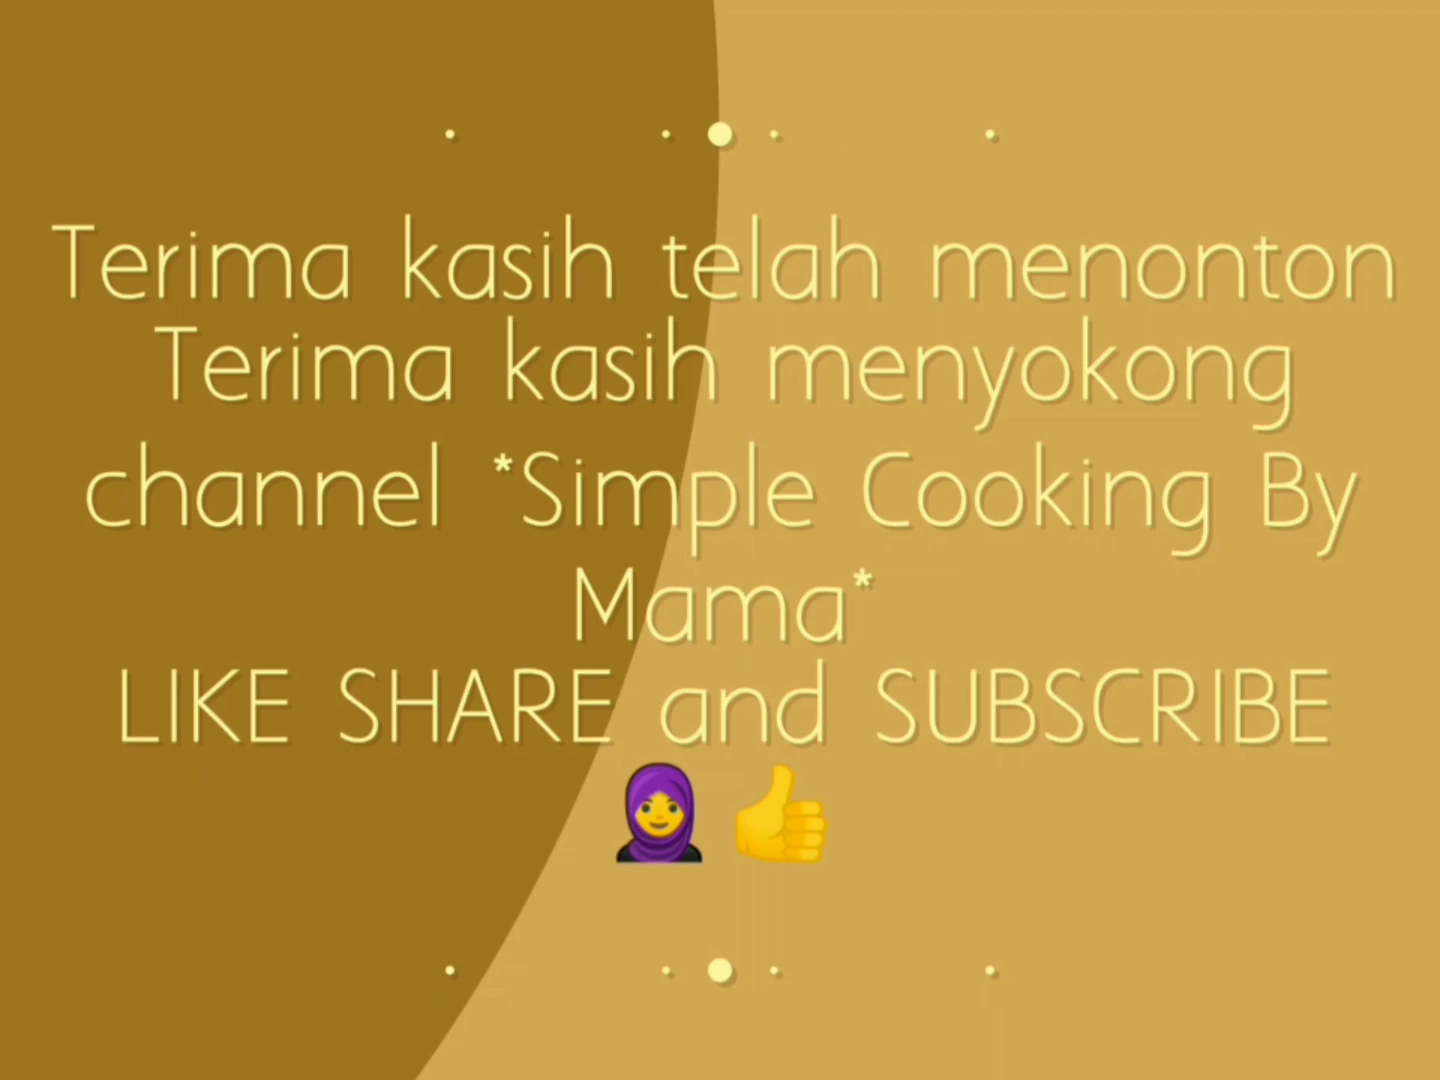 Terima kasih telah menonton
Terima kasih menyokong
channel *Simple Cooking By
Mama*
LIKE SHARE and SUBSCRIBE
🧕 👍